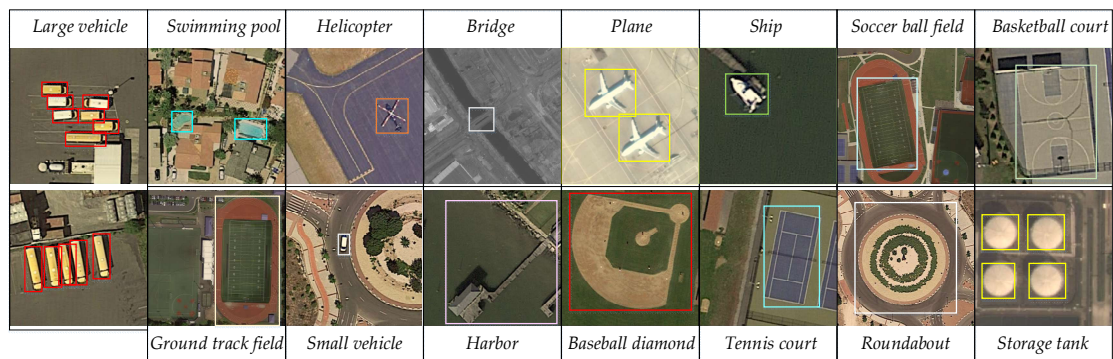 Large vehicle
Swimming pool
Helicopter
Bridge
Plane
Ship
Soccer ball field
Basketball court
Ground track field
Small vehicle
Harbor
Baseball diamond
Tennis court
Roundabout
Storage tank